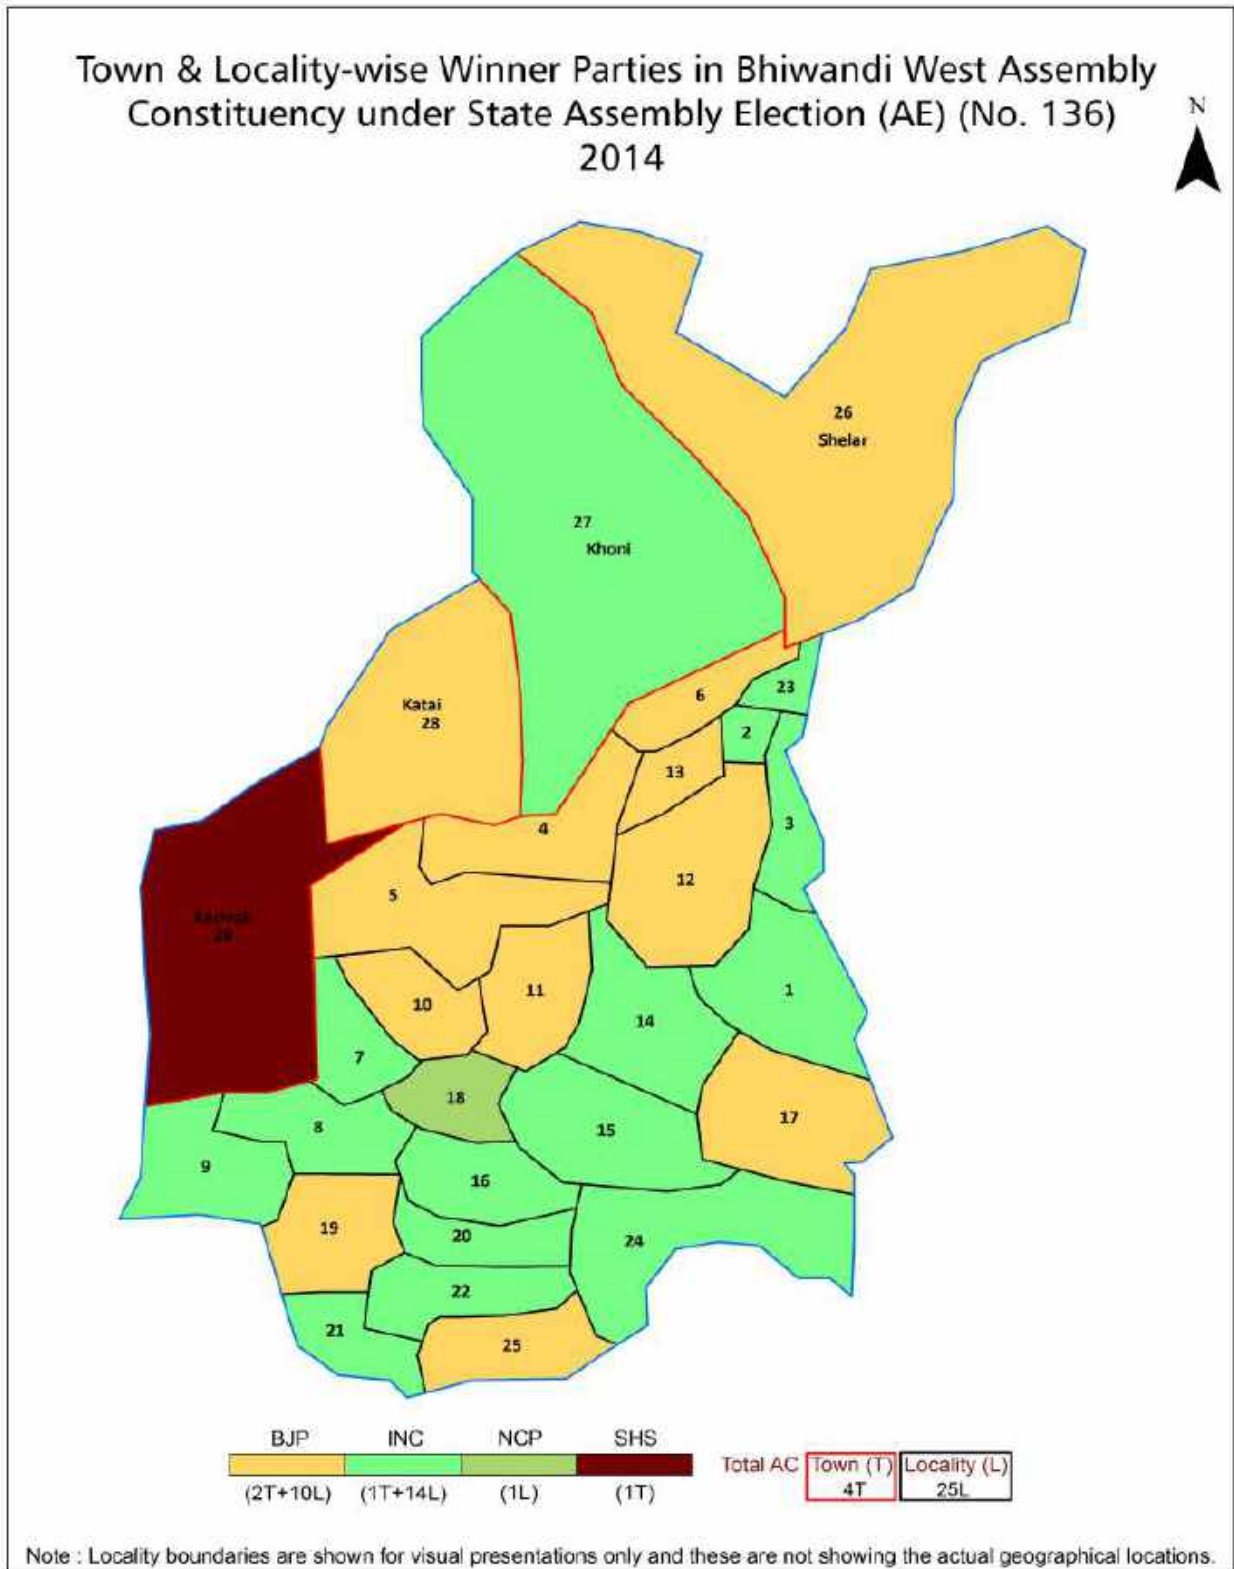 Town & Locality-wise Winner Parties in Bhiwandi West Assembly
Constituency under State Assembly Election (AE) (No. 136)
2014
N
26
Shelar
27
Khoni
6
23
Katai
28
2
13
3
4
12
5
29
10
11
1
14
7
18
17
15
8
9
16
19
20
24
22
21
25
BJP INC NCP SHS
(2T+10L) (1T+14L) (1L) (1T)
Total AC Town (T) Locality (L)
4T 25L
Note : Locality boundaries are shown for visual presentations only and these are not showing the actual geographical locations.